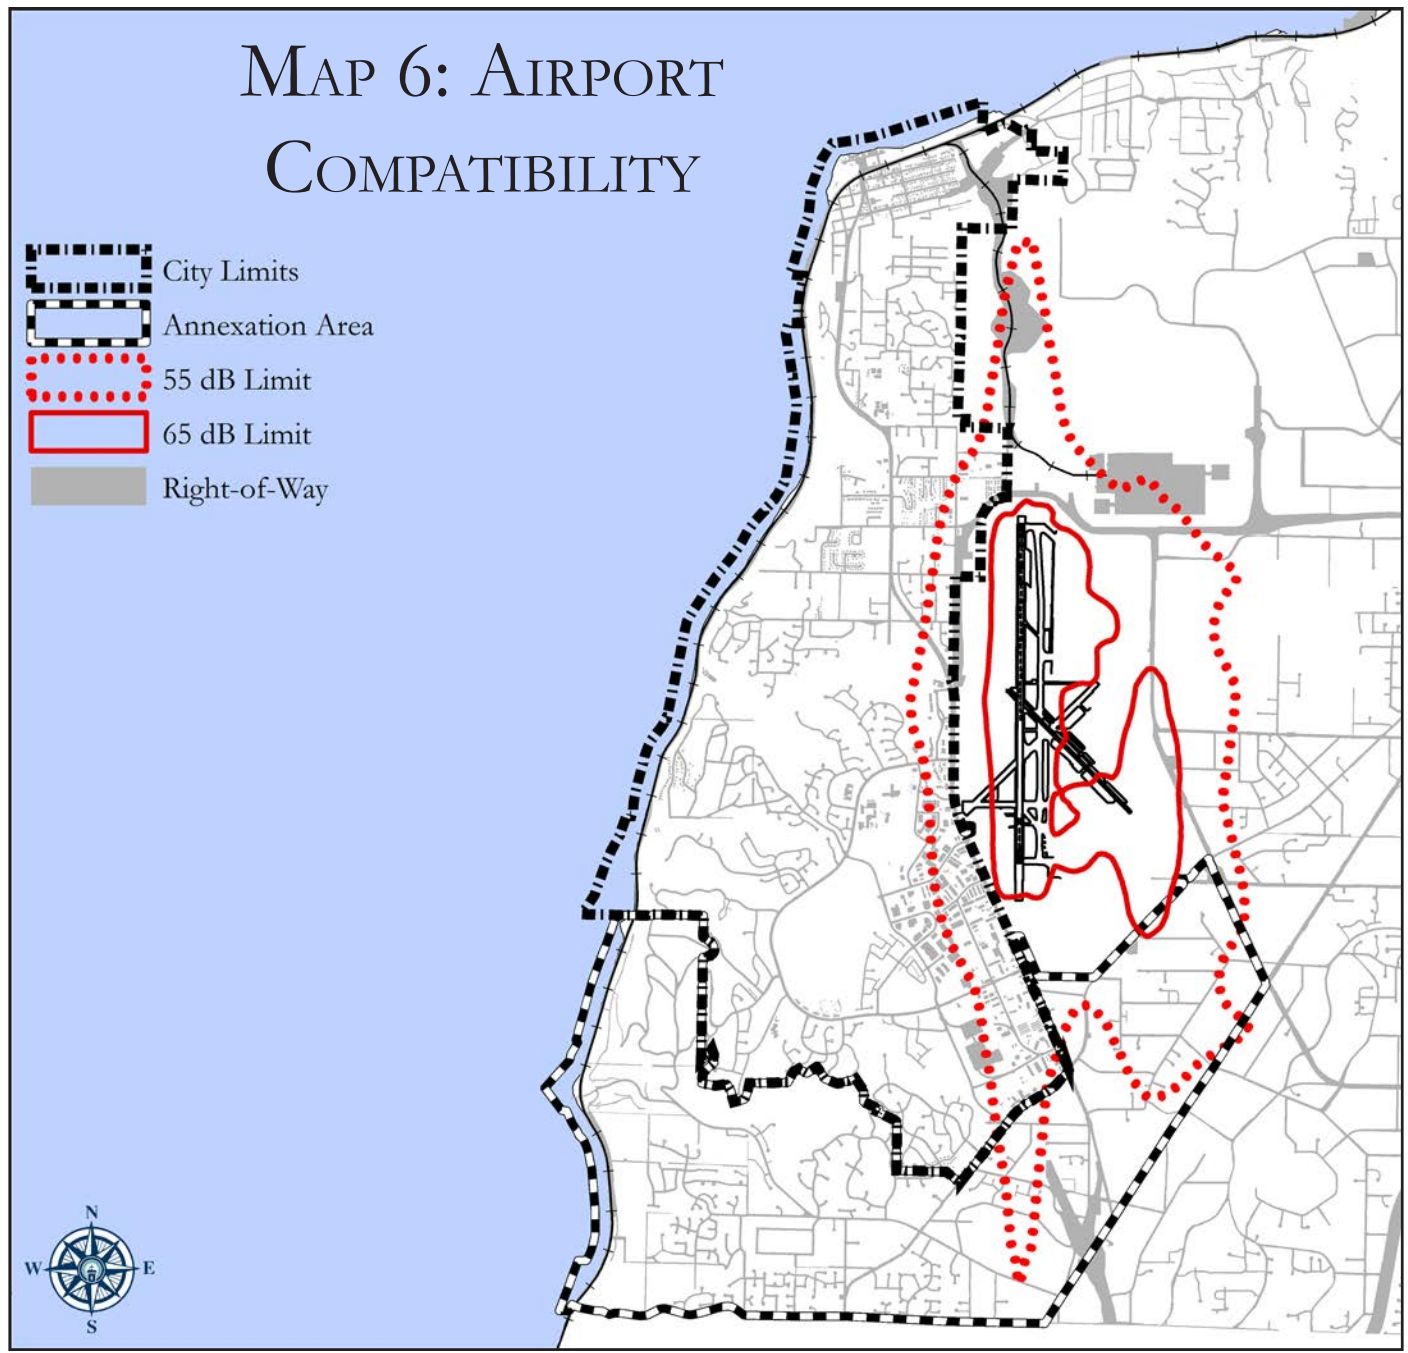 MAP 6: AIRPORT
COMPATIBILITY
City Limits
Annexation Area
55 dB Limit
65 dB Limit
Right-of-Way
N
W E
S